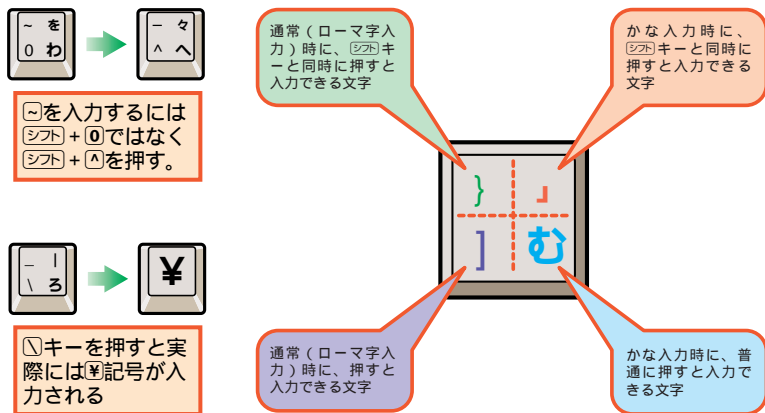 ~ を
0 わ
ー 々
^ へ
~を入力するには
シフト+0ではなく
シフト+^を押す。
_ |
\ ろ
¥
\キーを押すと実
際には¥記号が入
力される
通常(ローマ字入
力)時に、シフトキ
ーと同時に押すと
入力できる文字
かな入力時に、
シフトキーと同時に
押すと入力できる
文字
} 」
] む
通常(ローマ字入
力)時に、押すと
入力できる文字
かな入力時に、普
通に押すと入力で
きる文字